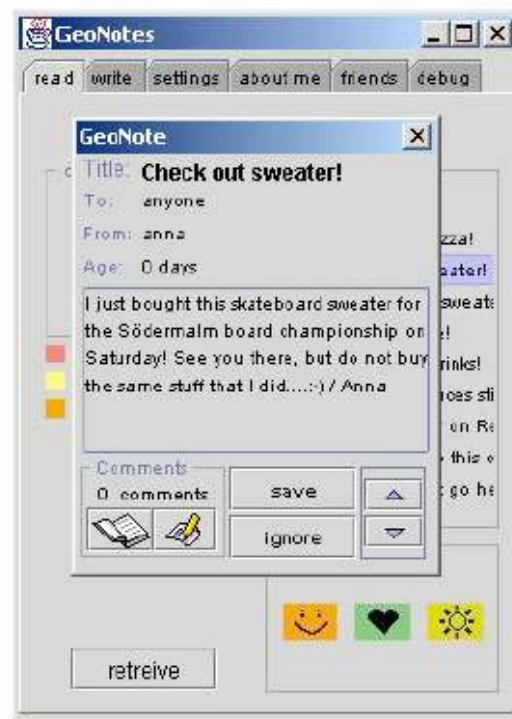 GeoNotes
read write settings about me friends debug
GeoNote
Title: Check out sweater!
To: anyone
From: anna
Age: 0 days
I just bought this skateboard sweater for
the Södermalm board championship on
Saturday! See you there, but do not buy
the same stuff that I did....:-) / Anna
Comments
0 comments
save
ignore
zza!
eater!
sweate
e!
rinks!
ices sti
on Re
this
go he
retreive